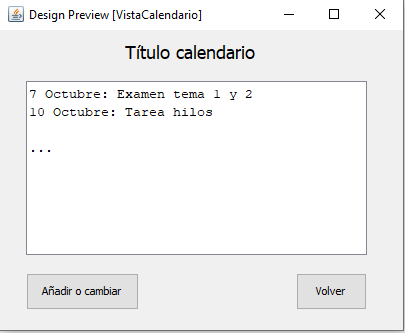 Design Preview [VistaCalendario]
Título calendario
7 Octubre: Examen tema 1 y 2
10 Octubre: Tarea hilos
...
Añadir o cambiar
Volver